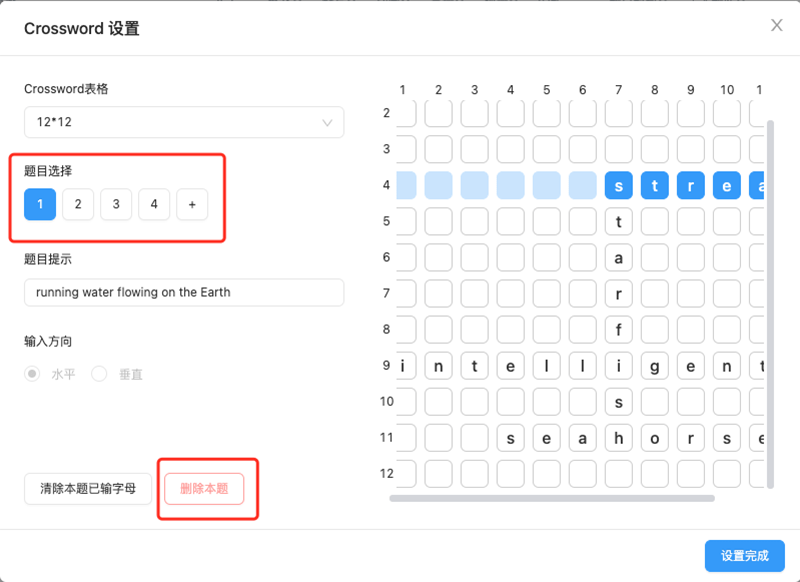 Crossword 设置
Crossword表格
12*12
题目选择
1 2 3 4 +
题目提示
running water flowing on the Earth
输入方向
水平 垂直
清除本题已输字母
删除本题
1 2 3 4 5 6 7 8 9 10 1
2
3
4 s t r e a
5 t
6 a
7 r
8 f
9 i n t e l l i g e n t
10 s
11 s e a h o r s e
12
设置完成